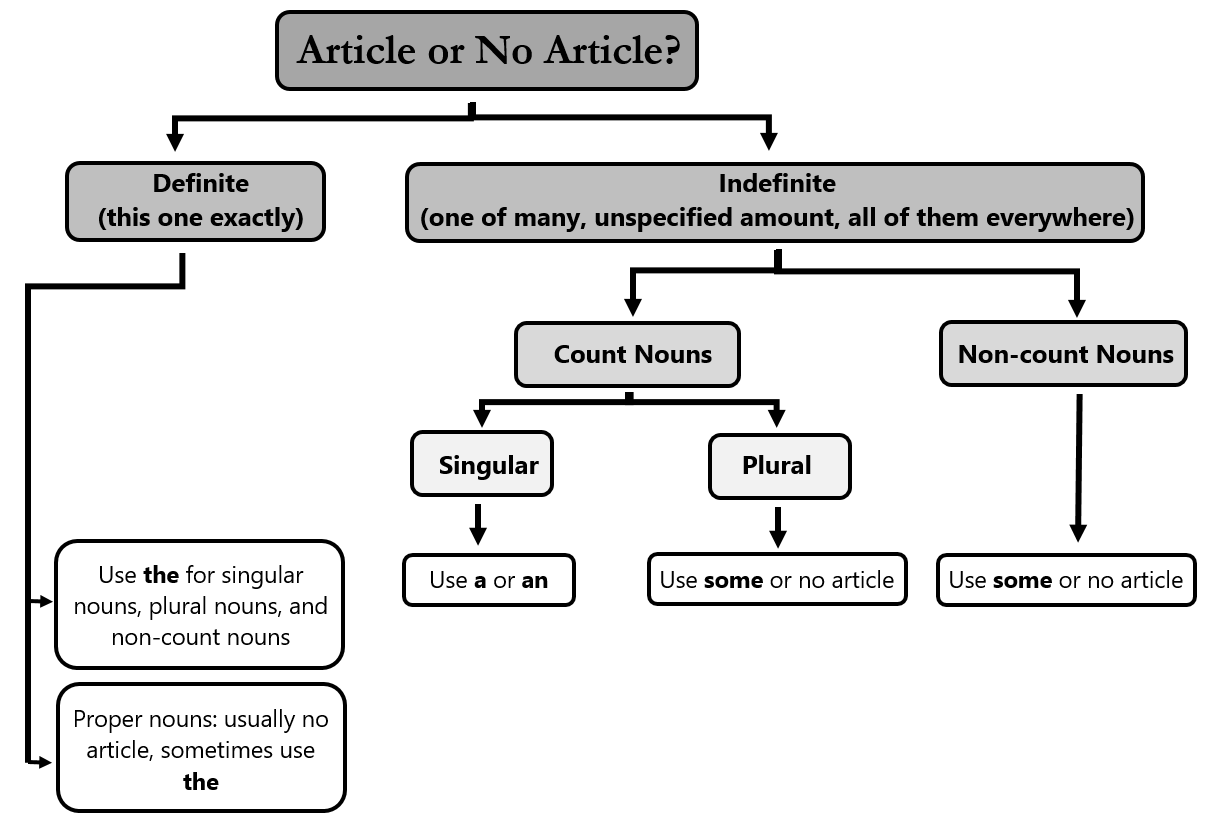 Article or No Article?
Definite
(this one exactly)
Indefinite
(one of many, unspecified amount, all of them everywhere)
Count Nouns
Non-count Nouns
Singular
Plural
Use a or an
Use some or no article
Use some or no article
Use the for singular
nouns, plural nouns, and
non-count nouns
Proper nouns: usually no
article, sometimes use
the